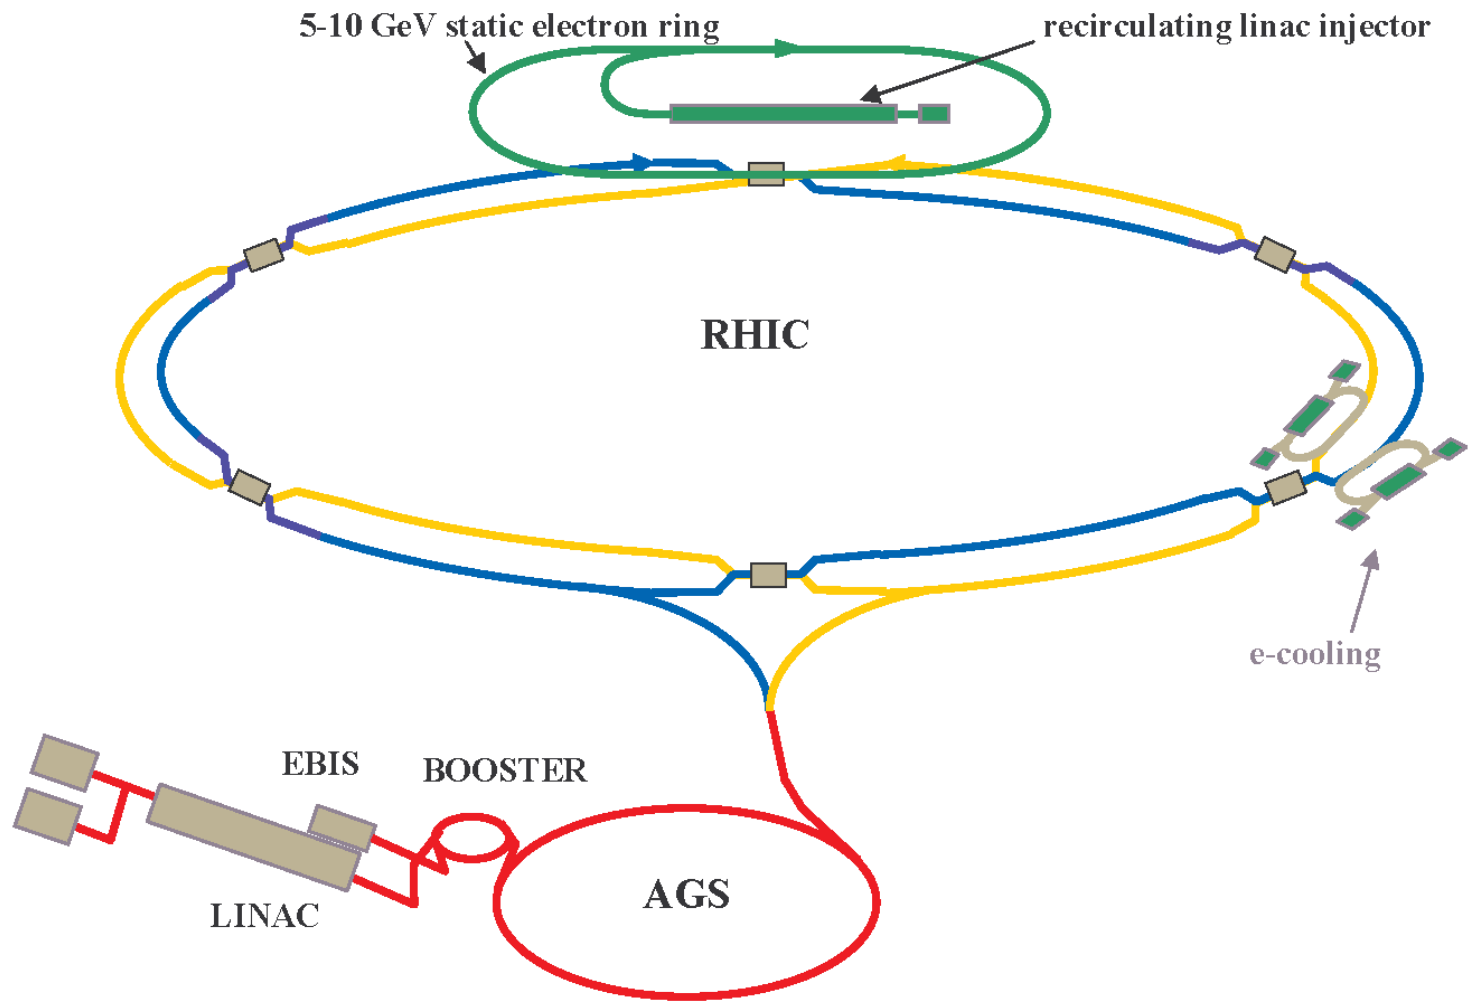 5-10 GeV static electron ring
recirculating linac injector
RHIC
e-cooling
EBIS
BOOSTER
LINAC
AGS